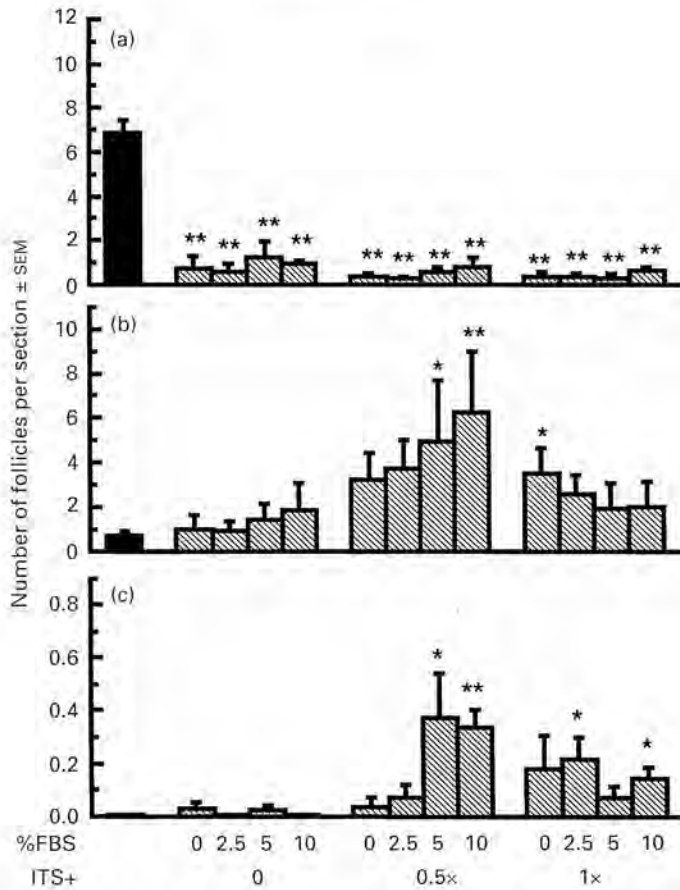 Number of follicles per section ± SEM
12
(a)
10
8
6
4
2
0
** ** ** **
** ** ** **
** ** ** **
(b)
10
8
6
4
2
0
* **
*
(c)
0.8
0.6
0.4
0.2
0.0
* **
* *
%FBS 0 2.5 5 10 0 2.5 5 10 0 2.5 5 10
ITS+ 0 0.5× 1×